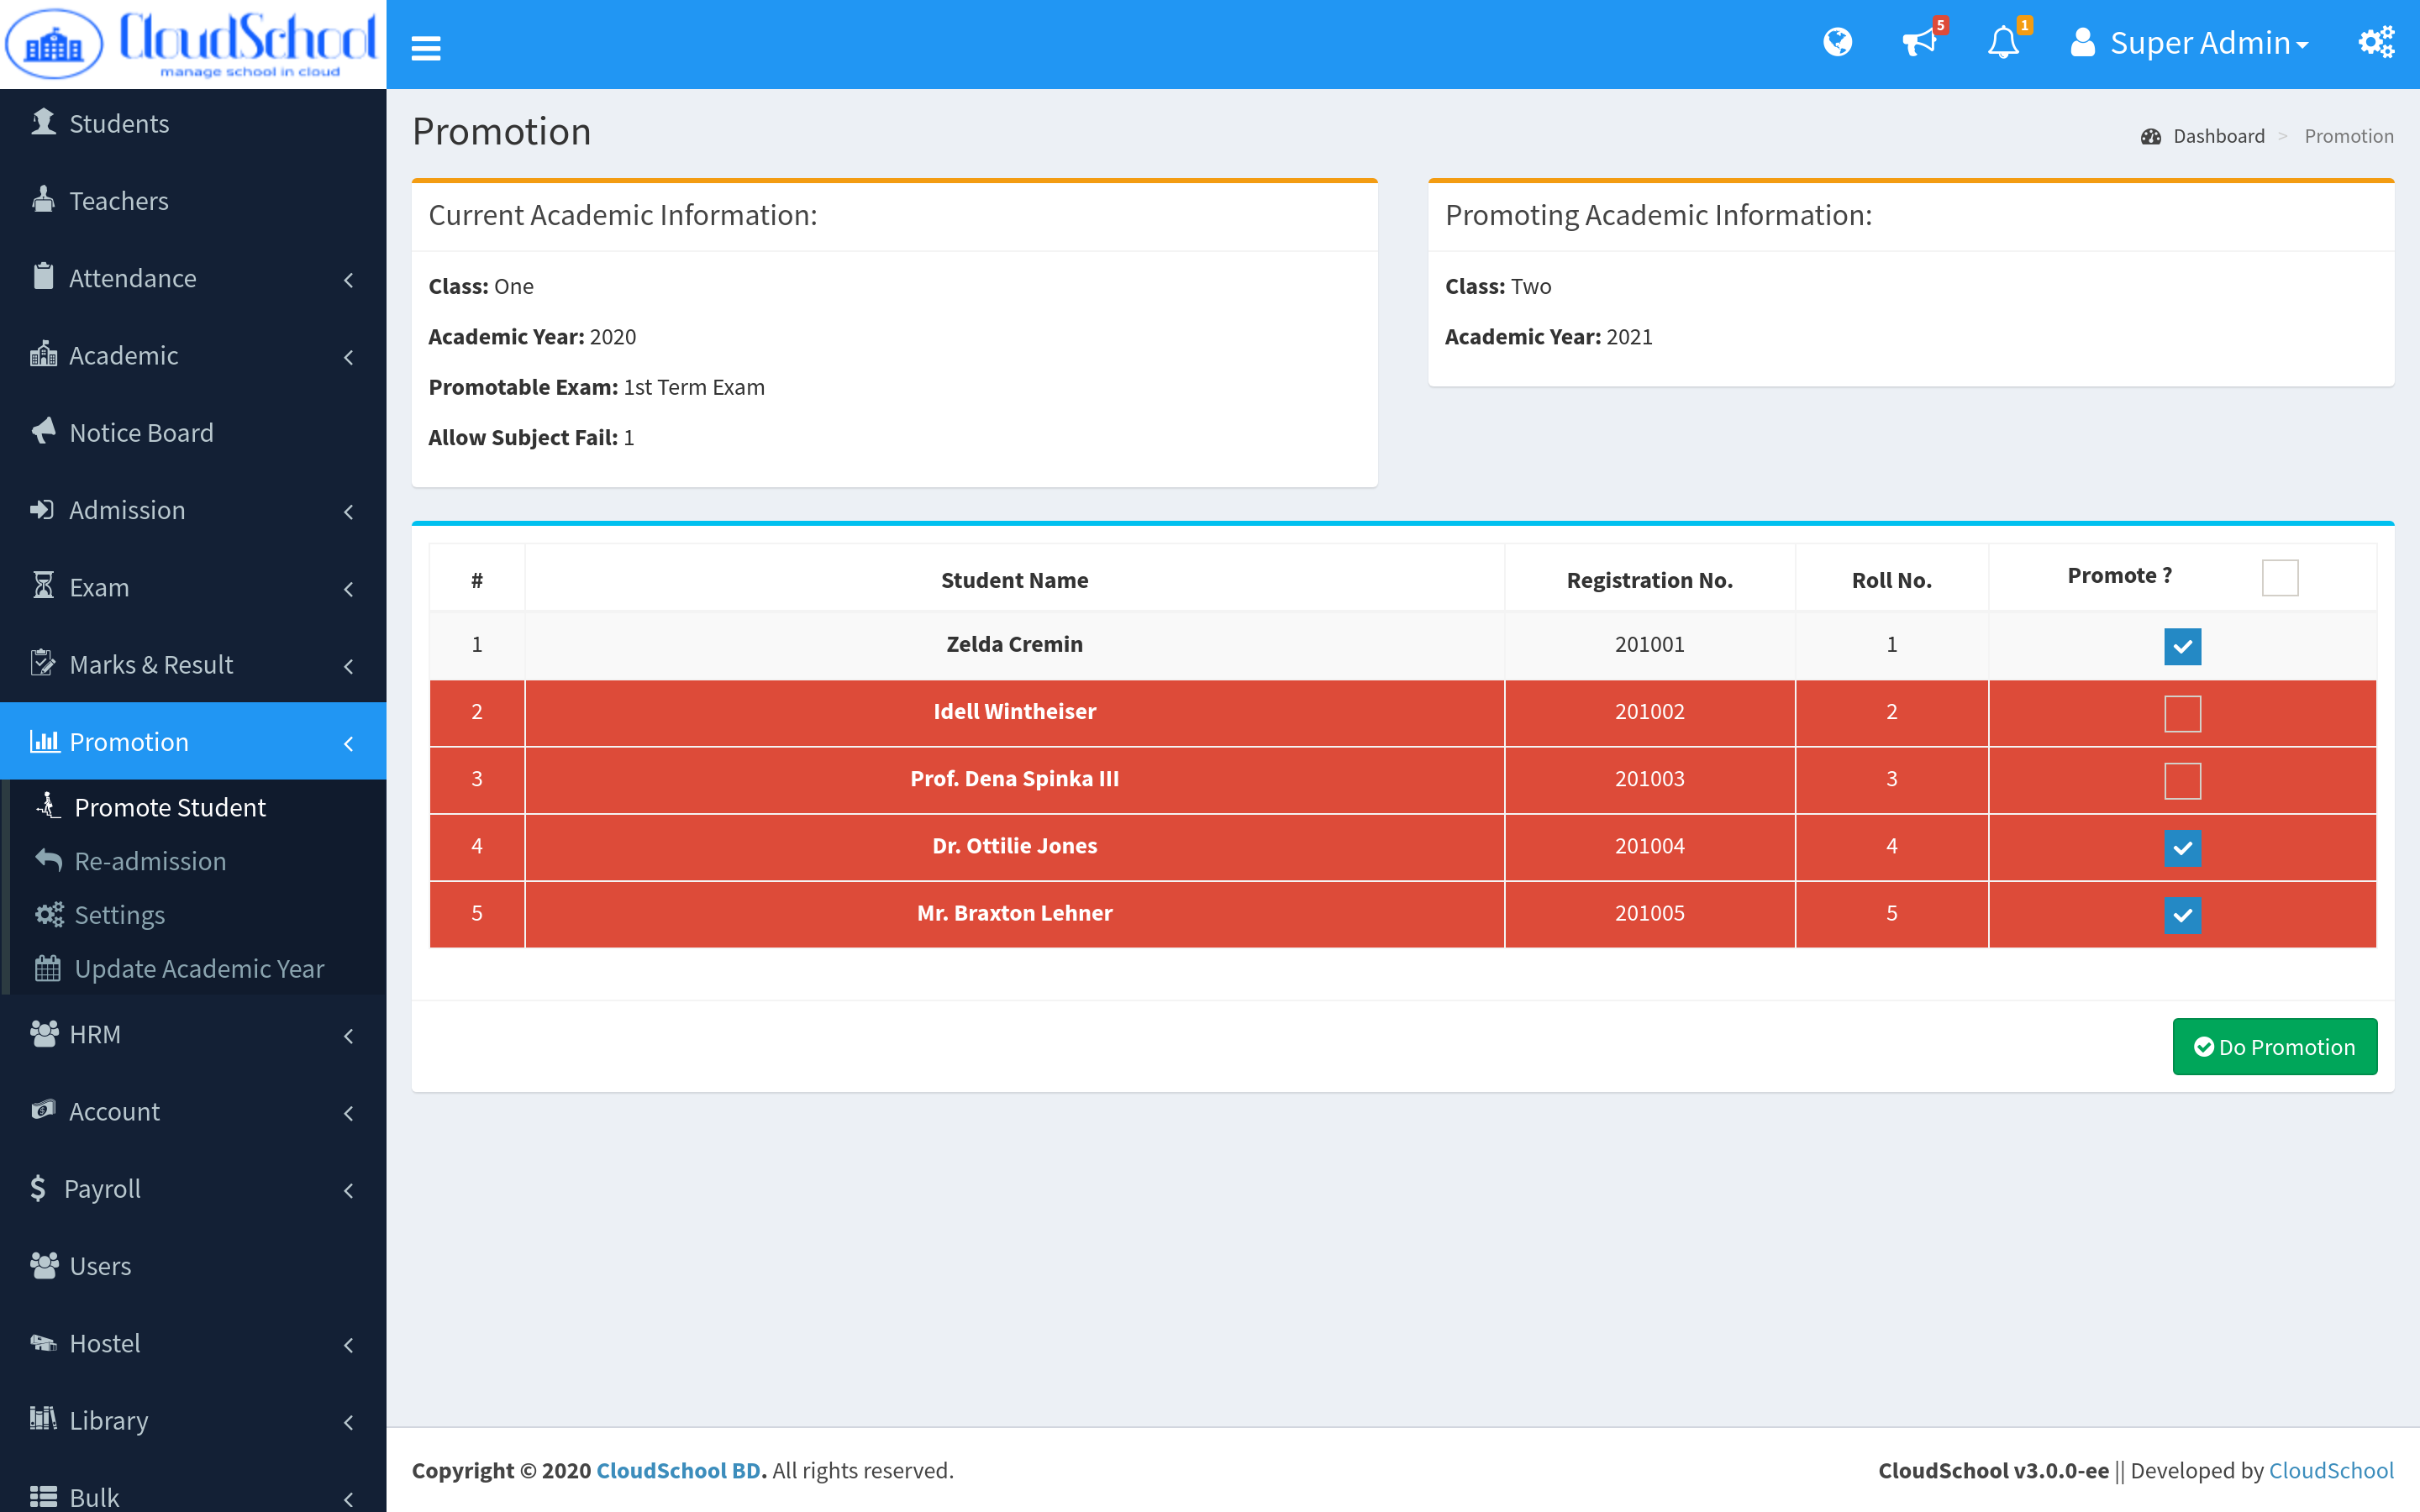 CloudSchool
manage school in cloud
5
1
Super Admin
Students
Teachers
Attendance
Academic
Notice Board
Admission
Exam
Marks & Result
Promotion
Promote Student
Re-admission
Settings
Update Academic Year
HRM
Account
Payroll
Users
Hostel
Library
Bulk
Promotion
Dashboard > Promotion
Current Academic Information:
Class: One
Academic Year: 2020
Promotable Exam: 1st Term Exam
Allow Subject Fail: 1
Promoting Academic Information:
Class: Two
Academic Year: 2021
# Student Name Registration No. Roll No. Promote ?
1 Zelda Cremin 201001 1
2 Idell Wintheiser 201002 2
3 Prof. Dena Spinka III 201003 3
4 Dr. Ottilie Jones 201004 4
5 Mr. Braxton Lehner 201005 5
Do Promotion
Copyright © 2020 CloudSchool BD. All rights reserved.
CloudSchool v3.0.0-ee || Developed by CloudSchool